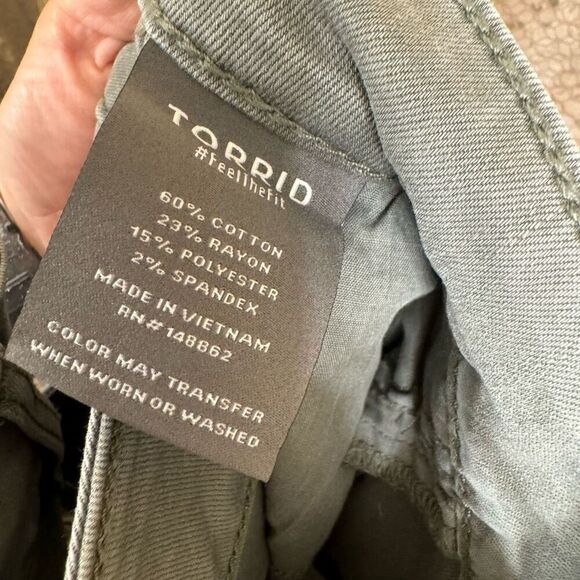 TORRID
#FeelTheFit
60% COTTON
23% RAYON
15% POLYESTER
2% SPANDEX
MADE IN VIETNAM
RN# 148862
COLOR MAY TRANSFER
WHEN WORN OR WASHED